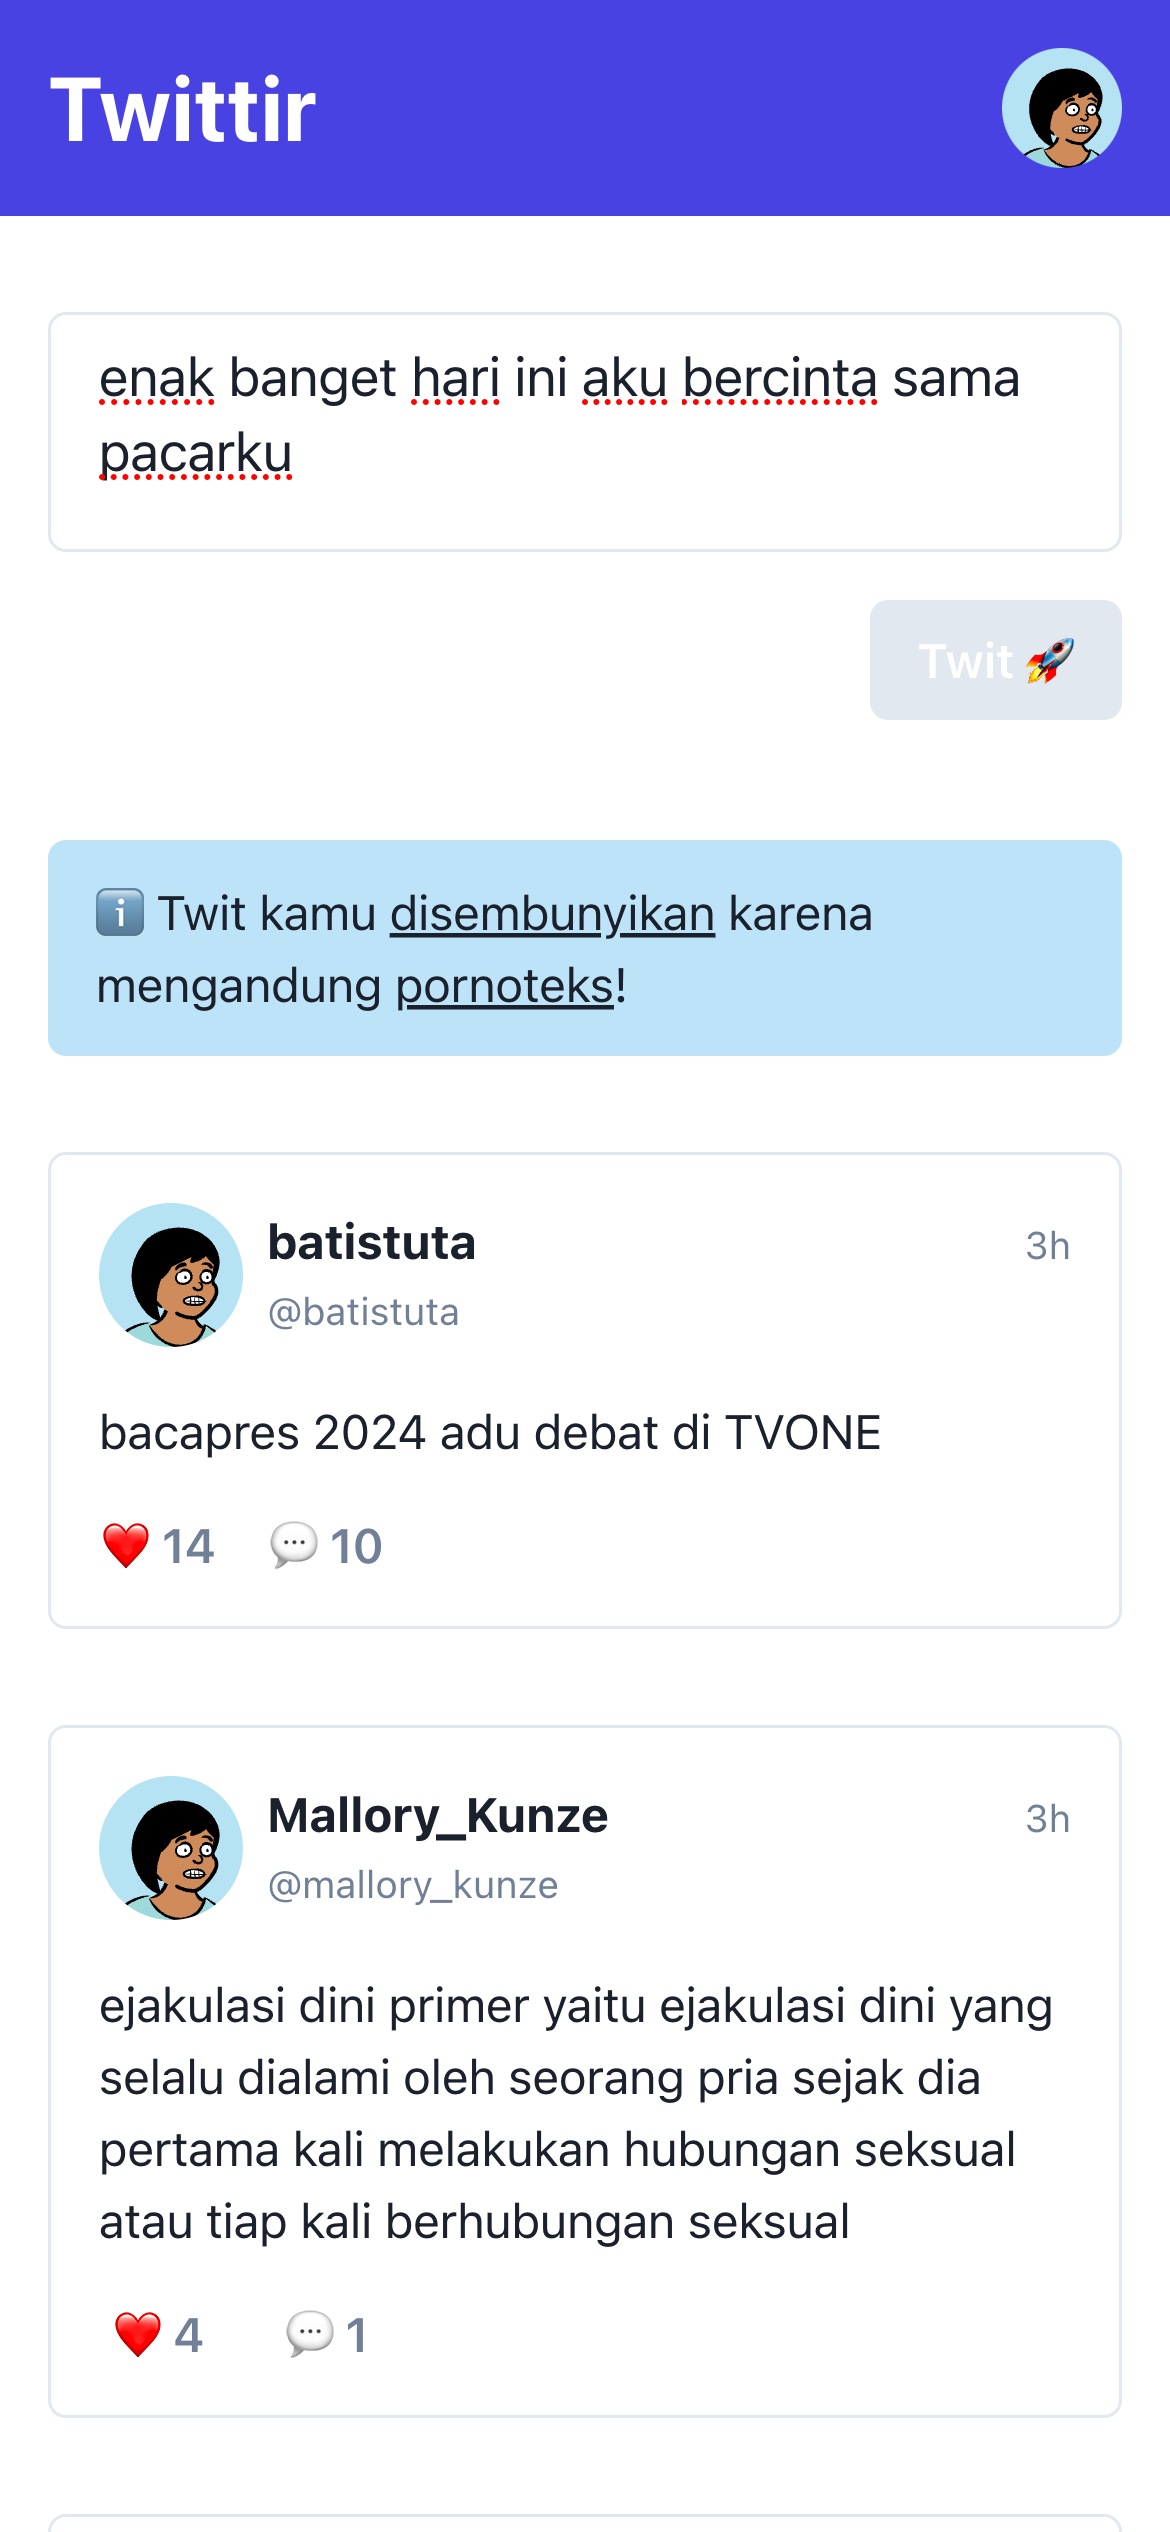 Twittir
enak banget hari ini aku bercinta sama
pacarku
Twit 🚀
ℹ️ Twit kamu disembunyikan karena
mengandung pornoteks!
batistuta
3h
@batistuta
bacapres 2024 adu debat di TVONE
❤️ 14 💬 10
Mallory_Kunze
3h
@mallory_kunze
ejakulasi dini primer yaitu ejakulasi dini yang
selalu dialami oleh seorang pria sejak dia
pertama kali melakukan hubungan seksual
atau tiap kali berhubungan seksual
❤️ 4 💬 1